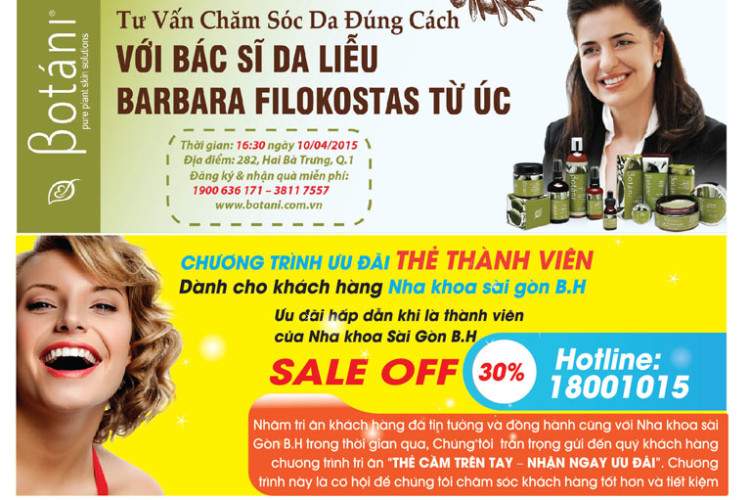 Botáni®
pure plant skin solutions
Tư Vấn Chăm Sóc Da Đúng Cách
VỚI BÁC SĨ DA LIỄU
BARBARA FILOKOSTAS TỪ ÚC
Thời gian: 16:30 ngày 10/04/2015
Địa điểm: 282, Hai Bà Trưng, Q.1
Đăng ký & nhận quà miễn phí:
1900 636 171 – 3811 7557
www.botani.com.vn
CHƯƠNG TRÌNH ƯU ĐÃI THẺ THÀNH VIÊN
Dành cho khách hàng Nha khoa sài gòn B.H
Ưu đãi hấp dẫn khi là thành viên
của Nha khoa Sài Gòn B.H
SALE OFF 30%
Hotline:
18001015
Nhằm tri ân khách hàng đã tin tưởng và đồng hành cùng với Nha khoa sài
Gòn B.H trong thời gian qua, Chúng tôi trân trọng gửi đến quý khách hàng
chương trình tri ân "THẺ CẦM TRÊN TAY – NHẬN NGAY ƯU ĐÃI". Chương
trình này là cơ hội để chúng tôi chăm sóc khách hàng tốt hơn và tiết kiệm